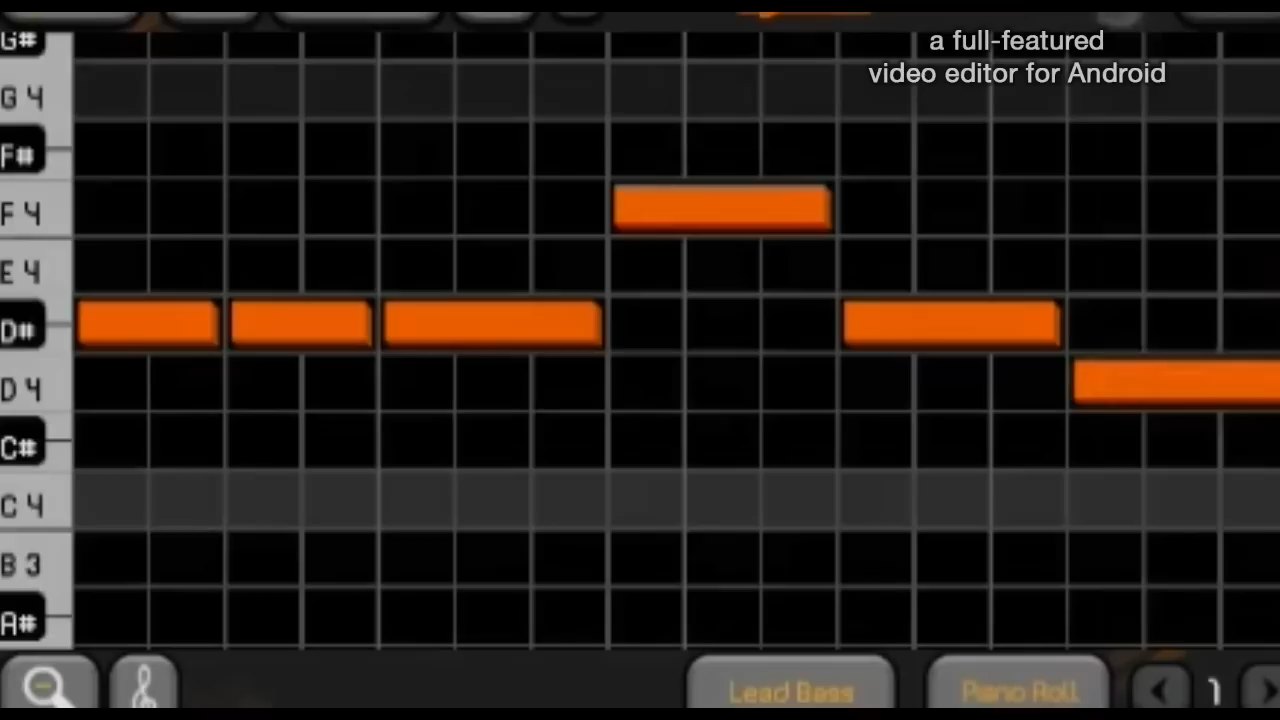 a full-featured
video editor for Android
G#
G 4
F#
F 4
E 4
D#
D 4
C#
C 4
B 3
A#
Lead Bass
Piano Roll
1